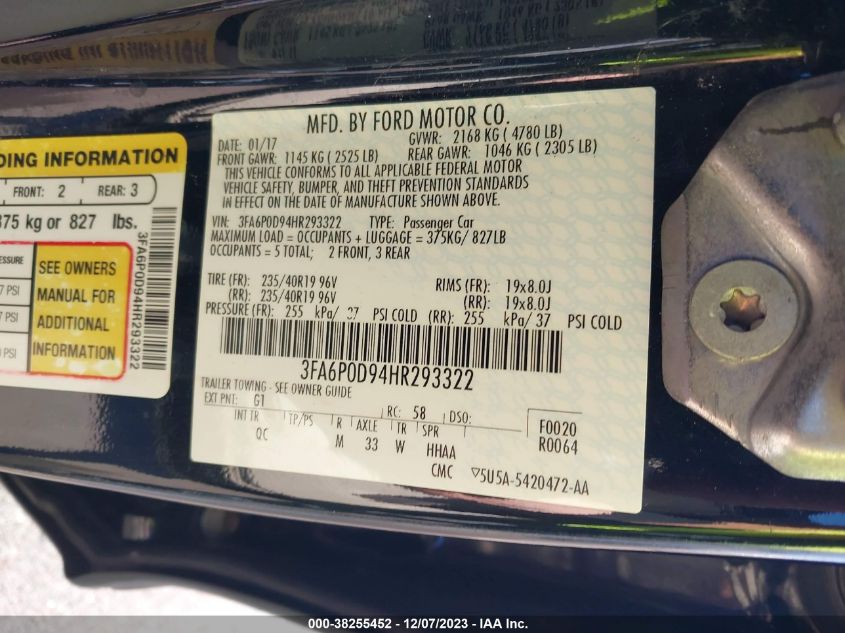 DING INFORMATION
FRONT: 2 REAR: 3
375 kg or 827 lbs.
SEE OWNERS
MANUAL FOR
ADDITIONAL
INFORMATION
PSI
PSI
PSI
3FA6P0D94HR293322
MFD. BY FORD MOTOR CO.
DATE: 01/17 GVWR: 2168 KG ( 4780 LB)
FRONT GAWR: 1145 KG ( 2525 LB) REAR GAWR: 1046 KG ( 2305 LB)
THIS VEHICLE CONFORMS TO ALL APPLICABLE FEDERAL MOTOR
VEHICLE SAFETY, BUMPER, AND THEFT PREVENTION STANDARDS
IN EFFECT ON THE DATE OF MANUFACTURE SHOWN ABOVE.
VIN: 3FA6P0D94HR293322 TYPE: Passenger Car
MAXIMUM LOAD = OCCUPANTS + LUGGAGE = 375KG/ 827LB
OCCUPANTS = 5 TOTAL; 2 FRONT, 3 REAR
TIRE (FR): 235/40R19 96V RIMS (FR): 19x8.0J
(RR): 235/40R19 96V (RR): 19x8.0J
PRESSURE (FR): 255 kPa/ 37 PSI COLD (RR): 255 kPa/ 37 PSI COLD
3FA6P0D94HR293322
TRAILER TOWING - SEE OWNER GUIDE
EXT PNT: G1 RC: 58 DSO: F0020
INT TR TP/PS R AXLE TR SPR R0064
QC M 33 W HHAA
CMC ▽5U5A-5420472-AA
000-38255452 - 12/07/2023 - IAA Inc.